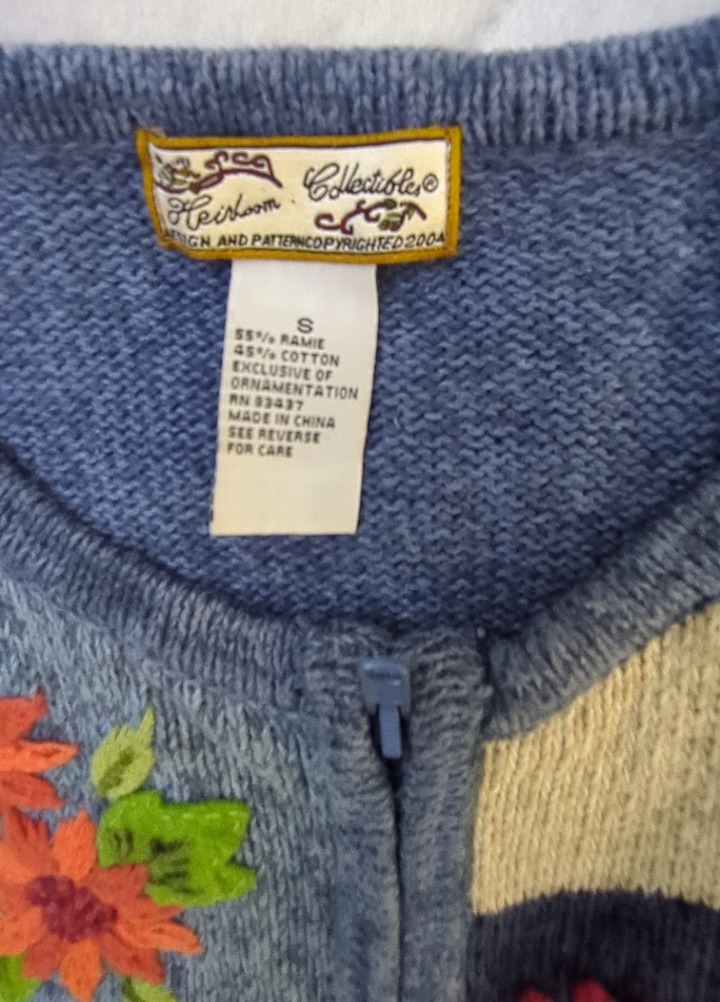 Heirloom Collectibles®
DESIGN AND PATTERN COPYRIGHTED 2004
S
55% RAMIE
45% COTTON
EXCLUSIVE OF
ORNAMENTATION
RN 93437
MADE IN CHINA
SEE REVERSE
FOR CARE